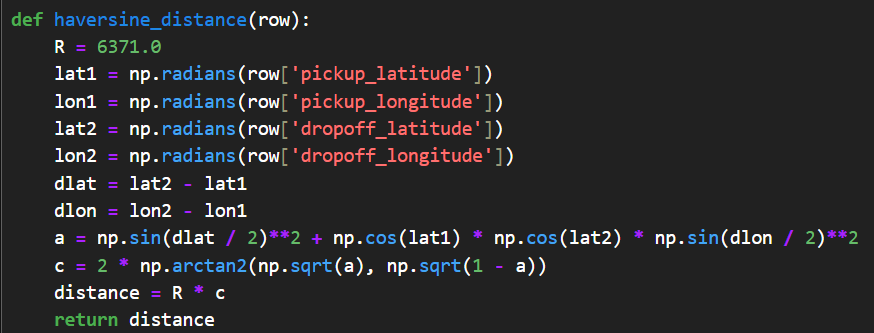 def haversine_distance(row):
    R = 6371.0
    lat1 = np.radians(row['pickup_latitude'])
    lon1 = np.radians(row['pickup_longitude'])
    lat2 = np.radians(row['dropoff_latitude'])
    lon2 = np.radians(row['dropoff_longitude'])
    dlat = lat2 - lat1
    dlon = lon2 - lon1
    a = np.sin(dlat / 2)**2 + np.cos(lat1) * np.cos(lat2) * np.sin(dlon / 2)**2
    c = 2 * np.arctan2(np.sqrt(a), np.sqrt(1 - a))
    distance = R * c
    return distance